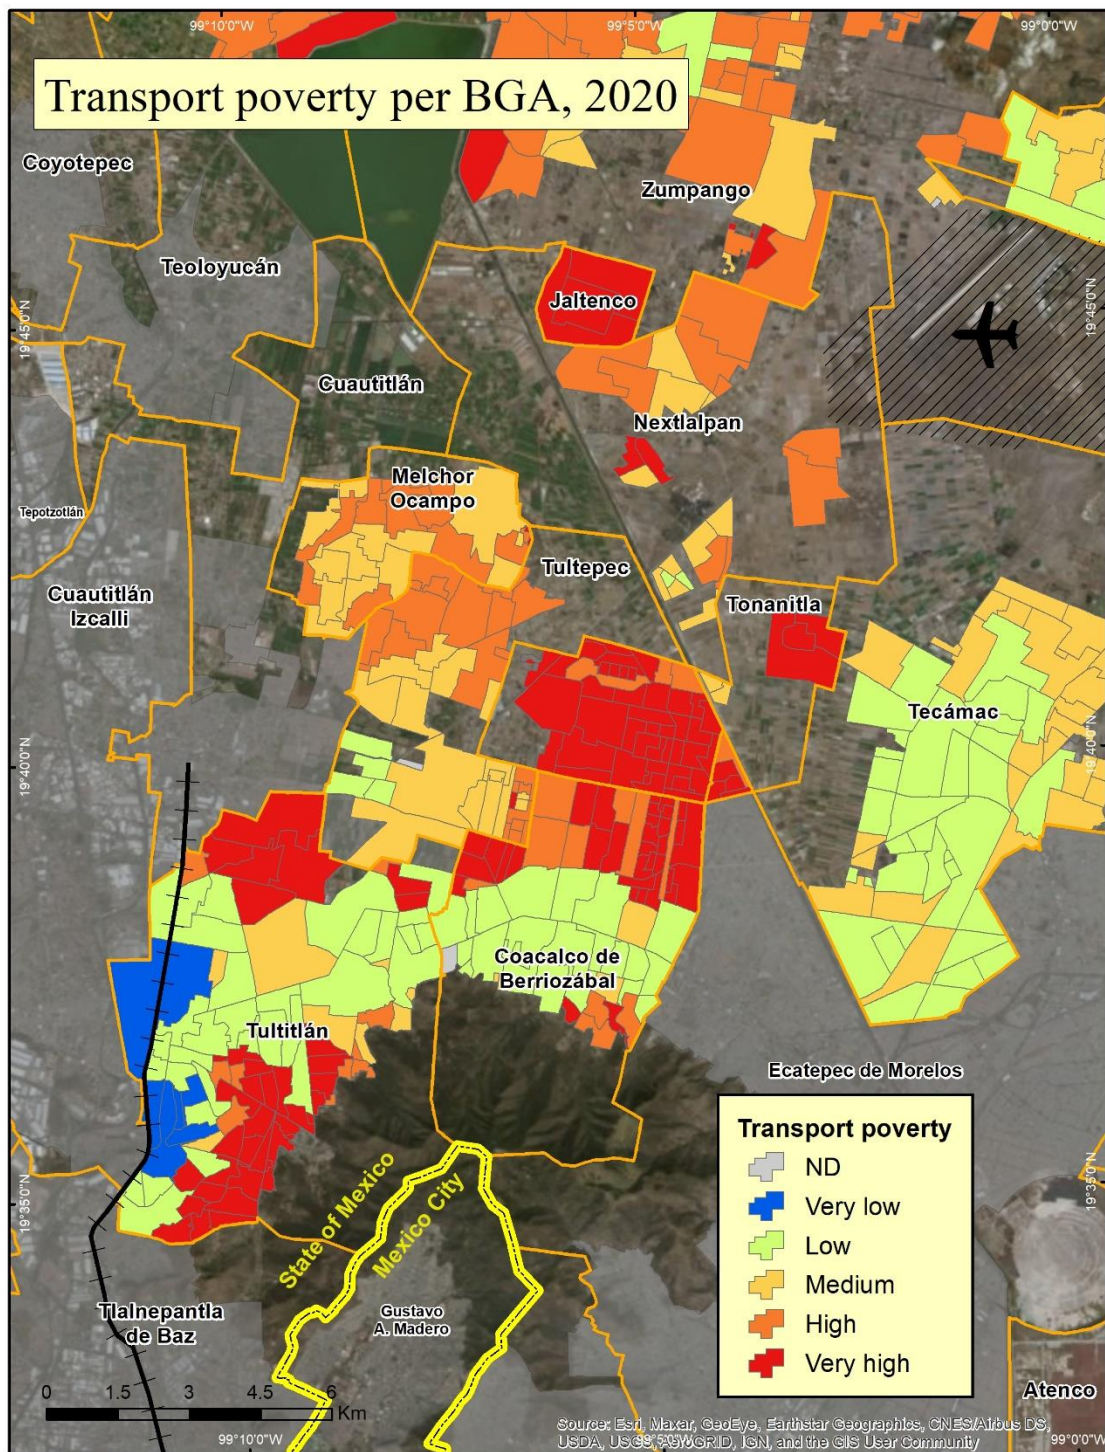 99°10'0"W
99°5'0"W
99°0'0"W
Transport poverty per BGA, 2020
Coyotepec
Zumpango
Teoloyucán
Jaltenco
19°45'0"N
19°45'0"N
Cuautitlán
Nextlalpan
Melchor
Ocampo
Tepotzotlán
Tultepec
Cuautitlán
Izcalli
Tonanitla
Tecámac
19°40'0"N
19°40'0"N
Coacalco de
Berriozábal
Tultitlán
Ecatepec de Morelos
Transport poverty
ND
Very low
Low
Medium
High
Very high
State of Mexico
Mexico City
19°35'0"N
19°35'0"N
Tlalnepantla
de Baz
Gustavo
A. Madero
Atenco
0 1.5 3 4.5 6
Km
Source: Esri, Maxar, GeoEye, Earthstar Geographics, CNES/Airbus DS,
USDA, USGS, AeroGRID, IGN, and the GIS User Community
99°10'0"W
99°5'0"W
99°0'0"W